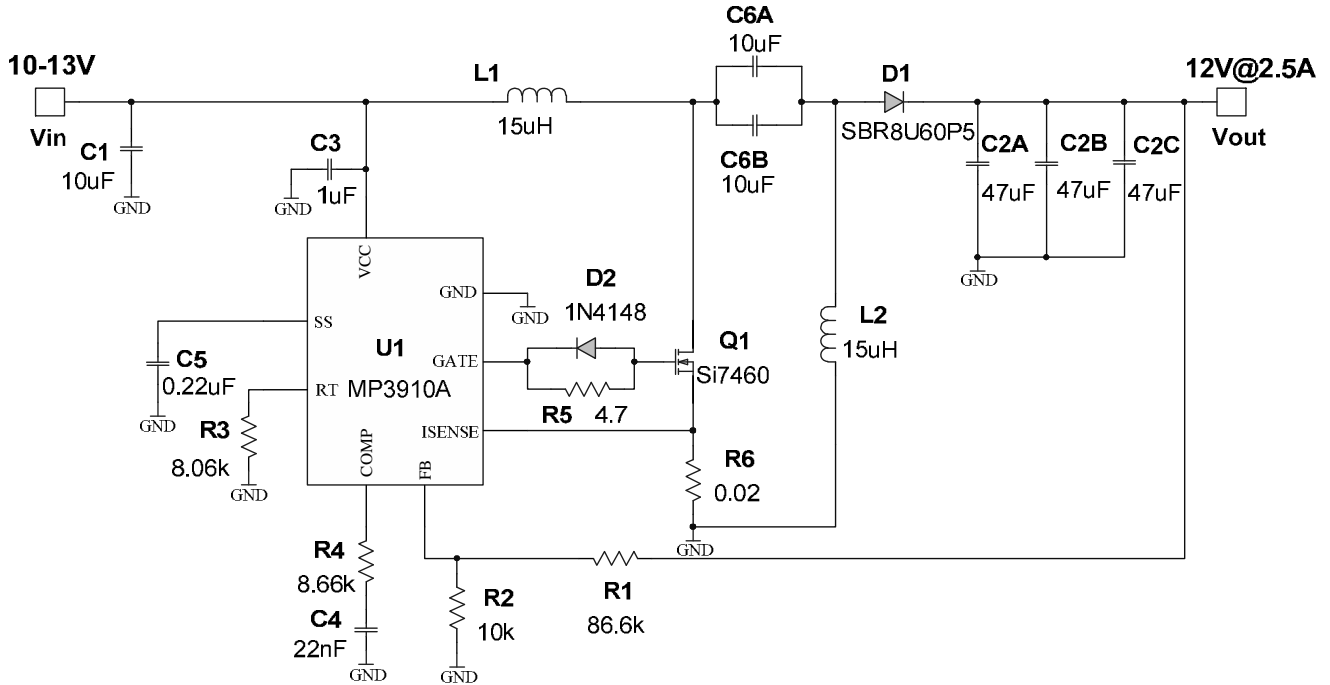 C6A
10uF
10-13V
L1
D1
12V@2.5A
Vin
15uH
SBR8U60P5
Vout
C1
10uF
GND
C3
1uF
GND
C6B
10uF
C2A
47uF
C2B
47uF
C2C
47uF
GND
VCC
GND
GND
SS
GATE
RT
ISENSE
COMP
FB
U1
MP3910A
D2
1N4148
R5 4.7
Q1
Si7460
L2
15uH
C5
0.22uF
GND
R3
8.06k
GND
R6
0.02
GND
R4
8.66k
C4
22nF
GND
R2
10k
GND
R1
86.6k